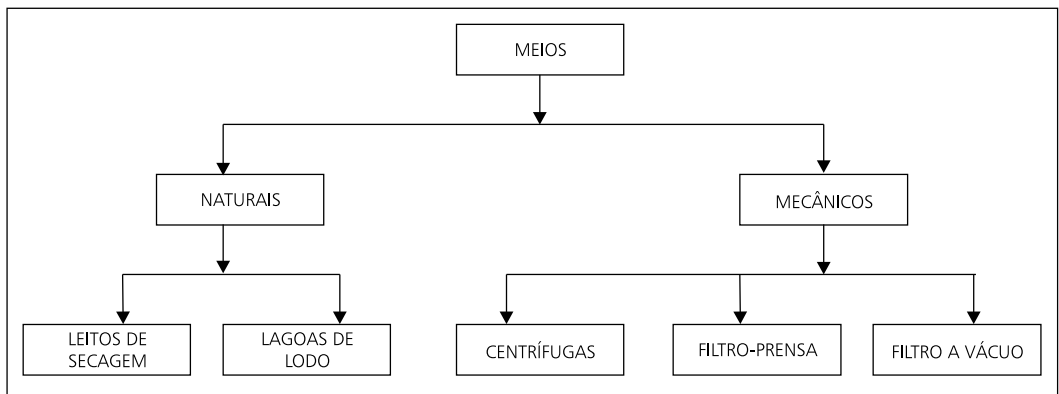 MEIOS
NATURAIS
MECÂNICOS
LEITOS DE
SECAGEM
LAGOAS DE
LODO
CENTRÍFUGAS
FILTRO-PRENSA
FILTRO A VÁCUO